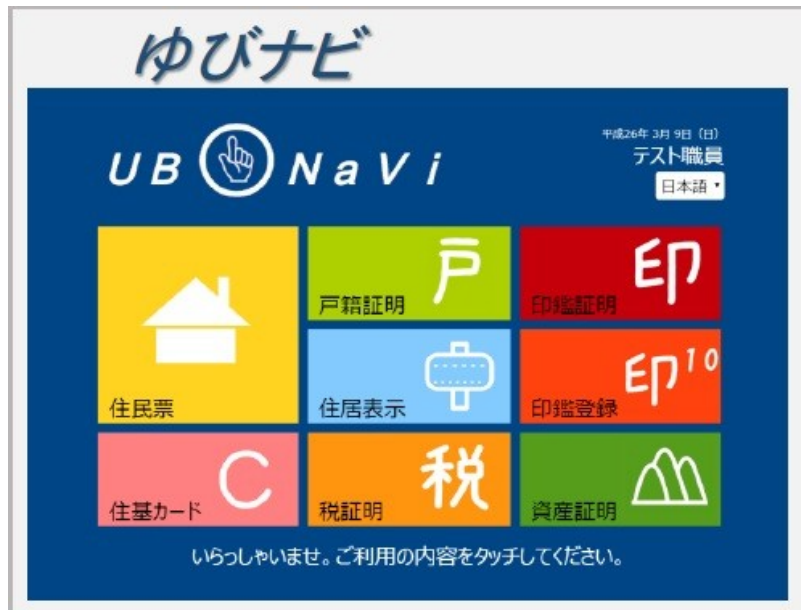 ゆびナビ
UB NaVi
平成26年 3月 9日 (日)
テスト職員
日本語
住民票
戸
戸籍証明
印
印鑑証明
住居表示
印10
印鑑登録
C
住基カード
税
税証明
資産証明
いらっしゃいませ。ご利用の内容をタッチしてください。